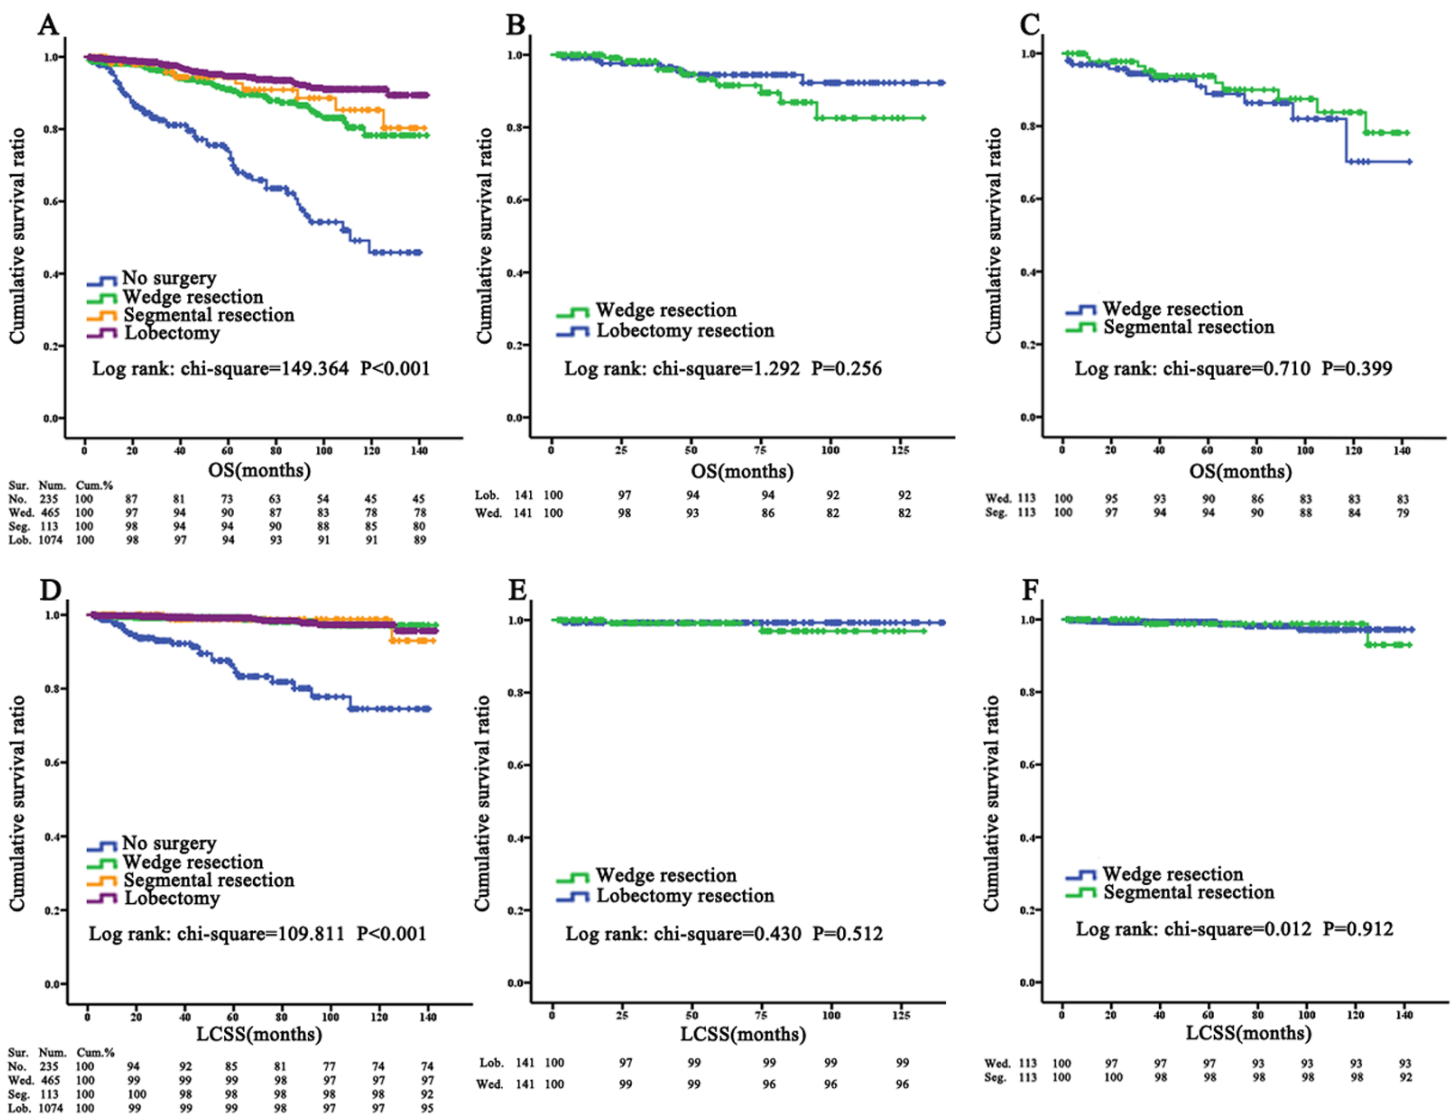 A
Cumulative survival ratio
1.0
0.8
0.6
0.4
0.2
0.0
No surgery
Wedge resection
Segmental resection
Lobectomy
Log rank: chi-square=149.364 P<0.001
0 20 40 60 80 100 120 140
OS(months)
Sur. Num. Cum.%
No. 235 100 87 81 73 63 54 45 45
Wed. 465 100 97 94 90 87 83 78 78
Seg. 113 100 98 94 94 90 88 85 80
Lob. 1074 100 98 97 94 93 91 91 89
B
Cumulative survival ratio
1.0
0.8
0.6
0.4
0.2
0.0
Wedge resection
Lobectomy resection
Log rank: chi-square=1.292 P=0.256
0 25 50 75 100 125
OS(months)
Lob. 141 100 97 94 94 92 92
Wed. 141 100 98 93 86 82 82
C
Cumulative survival ratio
1.0
0.8
0.6
0.4
0.2
0.0
Wedge resection
Segmental resection
Log rank: chi-square=0.710 P=0.399
0 20 40 60 80 100 120 140
OS(months)
Wed. 113 100 95 93 90 86 83 83 83
Seg. 113 100 97 94 94 90 88 84 79
D
Cumulative survival ratio
1.0
0.8
0.6
0.4
0.2
0.0
No surgery
Wedge resection
Segmental resection
Lobectomy
Log rank: chi-square=109.811 P<0.001
0 20 40 60 80 100 120 140
LCSS(months)
Sur. Num. Cum.%
No. 235 100 94 92 85 81 77 74 74
Wed. 465 100 99 99 99 98 97 97 97
Seg. 113 100 100 98 98 98 98 98 92
Lob. 1074 100 99 99 99 98 97 97 95
E
Cumulative survival ratio
1.0
0.8
0.6
0.4
0.2
0.0
Wedge resection
Lobectomy resection
Log rank: chi-square=0.430 P=0.512
0 25 50 75 100 125
LCSS(months)
Lob. 141 100 97 99 99 99 99
Wed. 141 100 99 99 96 96 96
F
Cumulative survival ratio
1.0
0.8
0.6
0.4
0.2
0.0
Wedge resection
Segmental resection
Log rank: chi-square=0.012 P=0.912
0 20 40 60 80 100 120 140
LCSS(months)
Wed. 113 100 97 97 97 93 93 93 93
Seg. 113 100 100 98 98 98 98 98 92